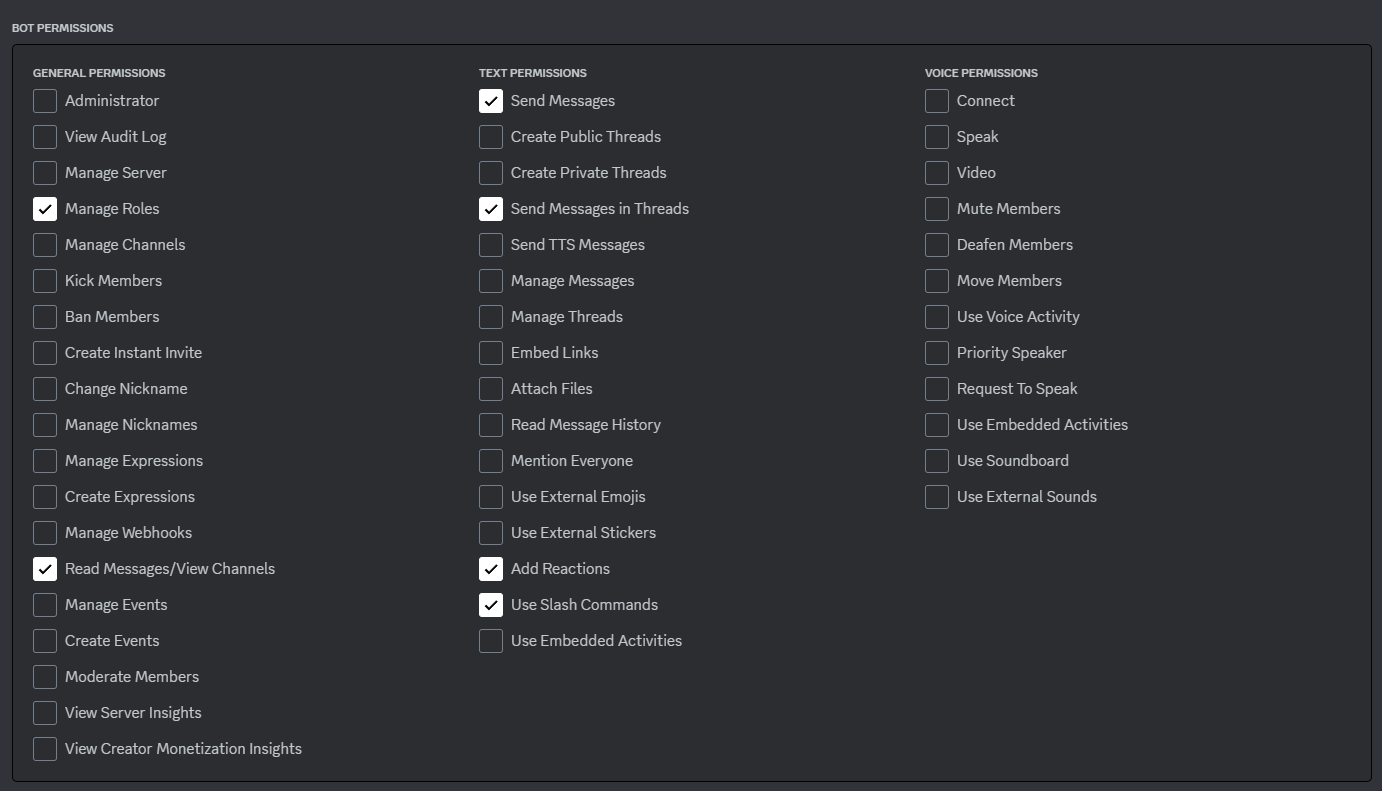 BOT PERMISSIONS
GENERAL PERMISSIONS
Administrator
View Audit Log
Manage Server
Manage Roles
Manage Channels
Kick Members
Ban Members
Create Instant Invite
Change Nickname
Manage Nicknames
Manage Expressions
Create Expressions
Manage Webhooks
Read Messages/View Channels
Manage Events
Create Events
Moderate Members
View Server Insights
View Creator Monetization Insights
TEXT PERMISSIONS
Send Messages
Create Public Threads
Create Private Threads
Send Messages in Threads
Send TTS Messages
Manage Messages
Manage Threads
Embed Links
Attach Files
Read Message History
Mention Everyone
Use External Emojis
Use External Stickers
Add Reactions
Use Slash Commands
Use Embedded Activities
VOICE PERMISSIONS
Connect
Speak
Video
Mute Members
Deafen Members
Move Members
Use Voice Activity
Priority Speaker
Request To Speak
Use Embedded Activities
Use Soundboard
Use External Sounds